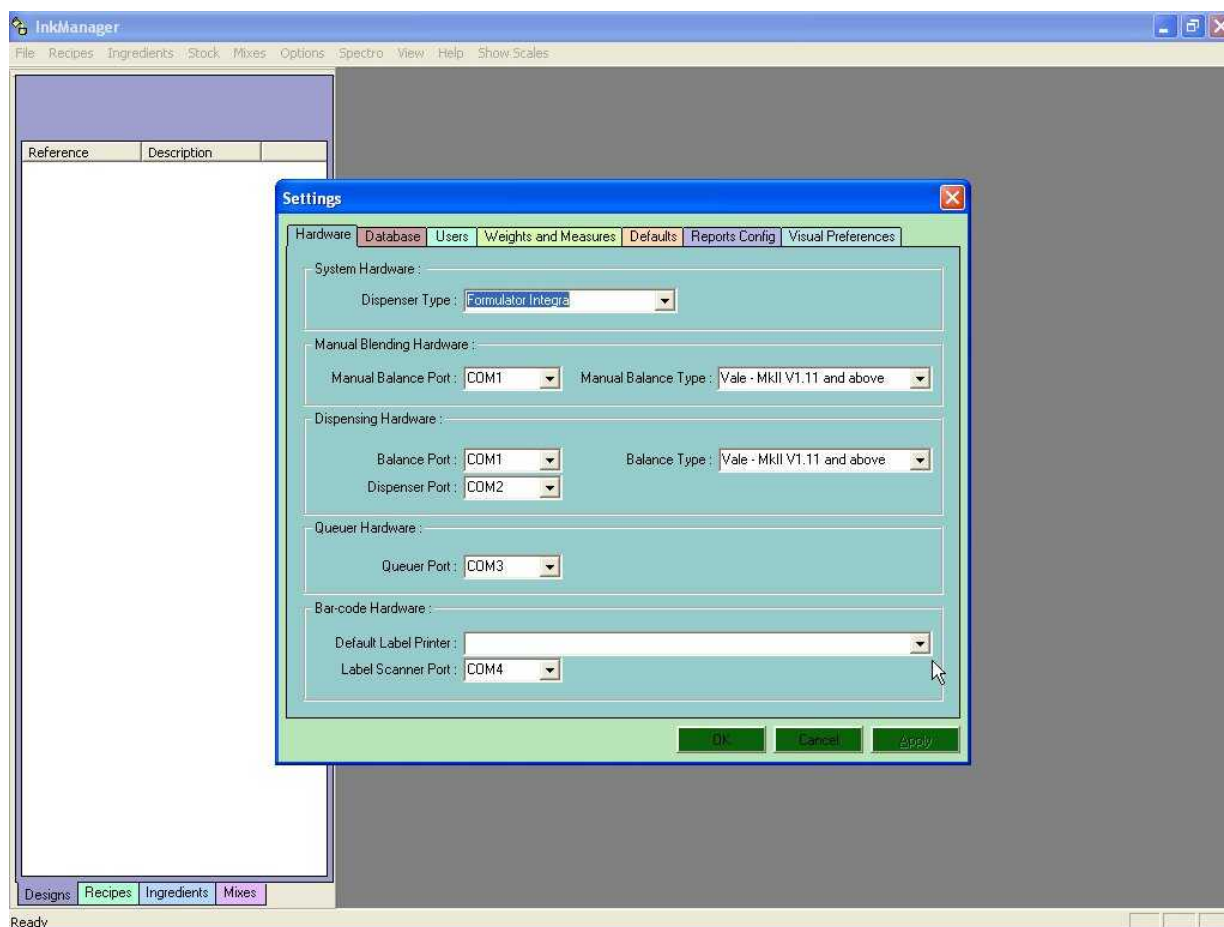 InkManager
File Recipes Ingredients Stock Mixes Options Spectro View Help Show Scales
Reference Description
Settings
Hardware Database Users Weights and Measures Defaults Reports Config Visual Preferences
System Hardware :
Dispenser Type : Formulator Integra
Manual Blending Hardware :
Manual Balance Port : COM1 Manual Balance Type : Vale - MkII V1.11 and above
Dispensing Hardware :
Balance Port : COM1 Balance Type : Vale - MkII V1.11 and above
Dispenser Port : COM2
Queuer Hardware :
Queuer Port : COM3
Bar-code Hardware :
Default Label Printer :
Label Scanner Port : COM4
OK Cancel Apply
Designs Recipes Ingredients Mixes
Ready